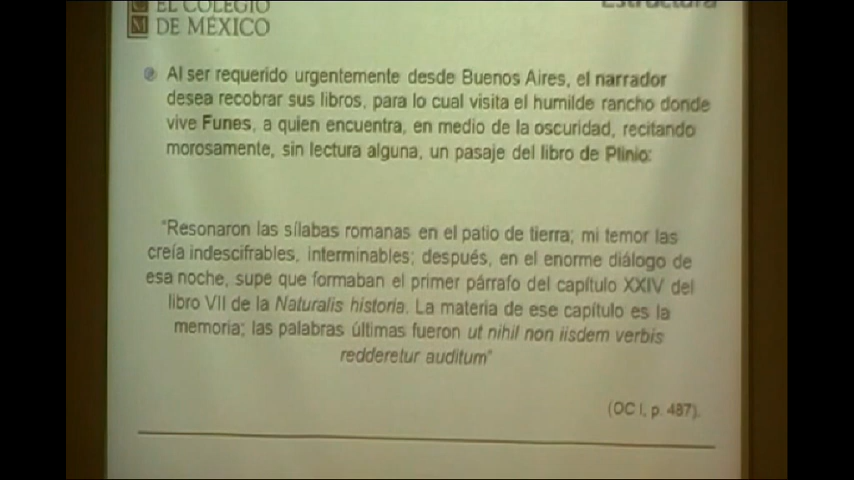 EL COLEGIO
DE MÉXICO
Estructura
Al ser requerido urgentemente desde Buenos Aires, el narrador
desea recobrar sus libros, para lo cual visita el humilde rancho donde
vive Funes, a quien encuentra, en medio de la oscuridad, recitando
morosamente, sin lectura alguna, un pasaje del libro de Plinio:
"Resonaron las sílabas romanas en el patio de tierra; mi temor las
creía indescifrables, interminables; después, en el enorme diálogo de
esa noche, supe que formaban el primer párrafo del capítulo XXIV del
libro VII de la Naturalis historia. La materia de ese capítulo es la
memoria; las palabras últimas fueron ut nihil non iisdem verbis
redderetur auditum"
(OC I, p. 487).